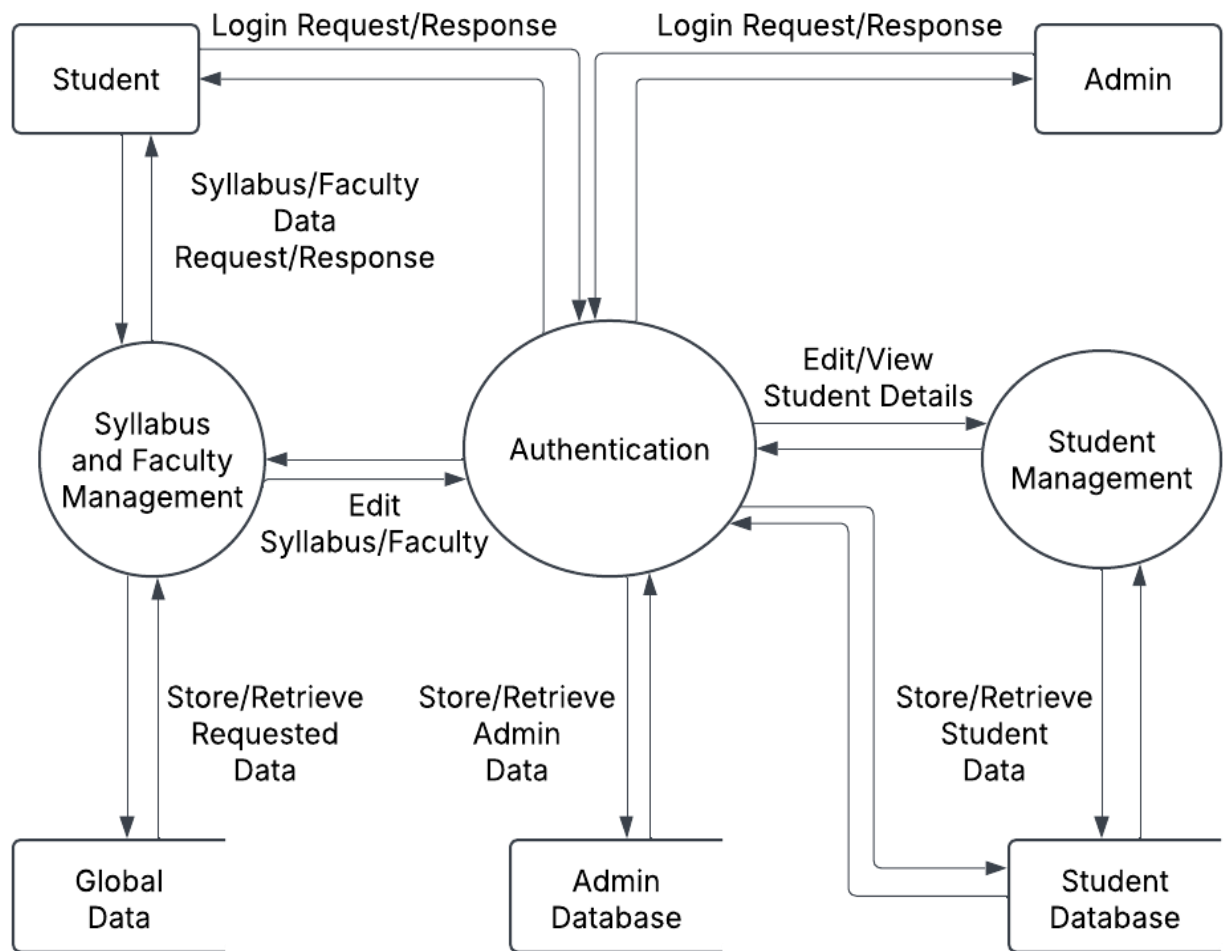 Login Request/Response
Login Request/Response
Student
Admin
Syllabus/Faculty
Data
Request/Response
Edit/View
Student Details
Syllabus
and Faculty
Management
Authentication
Student
Management
Edit
Syllabus/Faculty
Store/Retrieve
Requested
Data
Store/Retrieve
Admin
Data
Store/Retrieve
Student
Data
Global
Data
Admin
Database
Student
Database